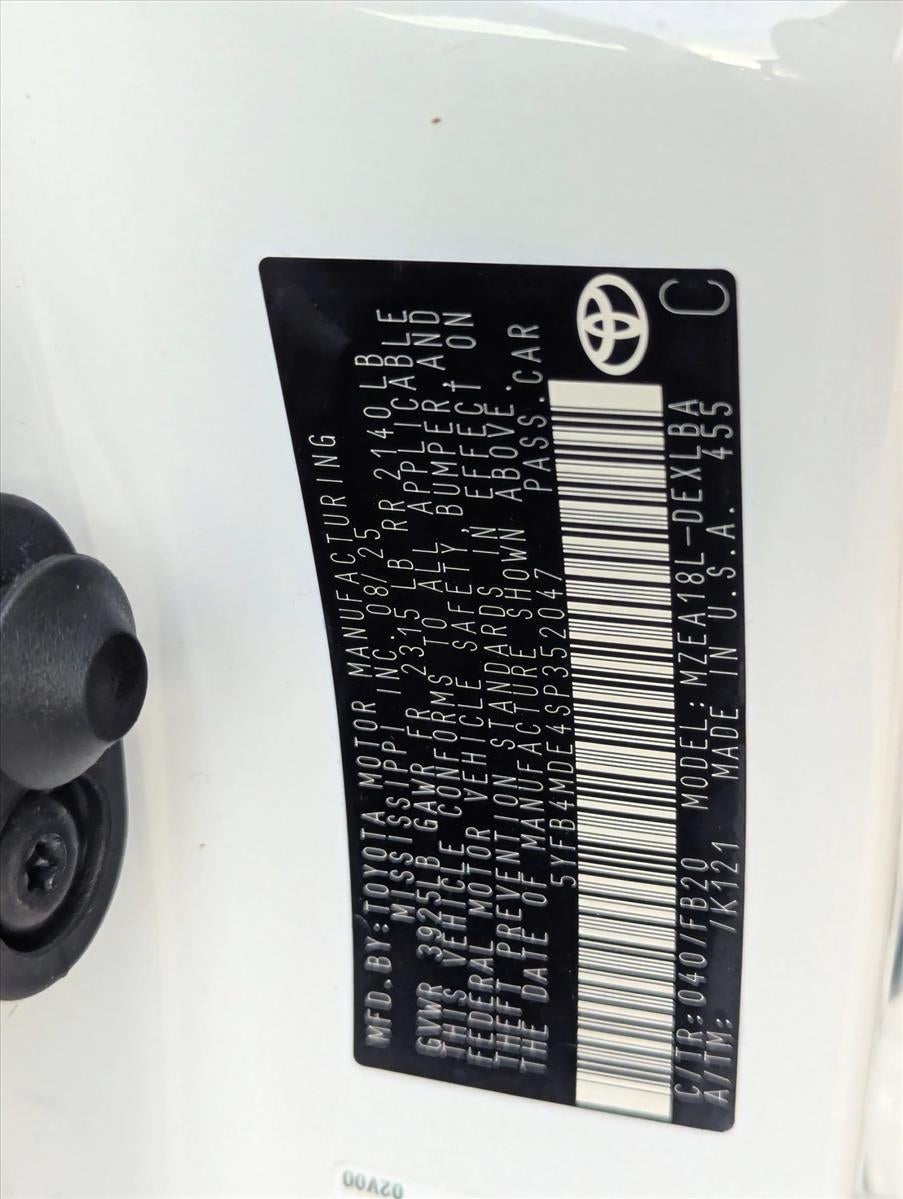 MFD.BY:TOYOTA MOTOR MANUFACTURING
MISSISSIPPI INC. 08/25
GVWR 3925LB GAWR FR 2315 LB RR 2140 LB
THIS VEHICLE CONFORMS TO ALL APPLICABLE
FEDERAL MOTOR VEHICLE SAFETY, BUMPER, AND
THEFT PREVENTION STANDARDS IN EFFECT ON
THE DATE OF MANUFACTURE SHOWN ABOVE.
5YFB4MDE4SP352047 PASS.CAR
C/TR:040/FB20 MODEL:MZEA18L-DEXLBA
A/TM: /K121 MADE IN U.S.A. 455
C
02V00